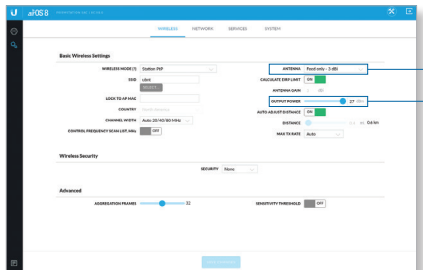 U airOS 8
WIRELESS NETWORK SERVICES SYSTEM
Basic Wireless Settings
WIRELESS MODE [?] Station PtP
SSID ubnt
SELECT
LOCK TO AP MAC
COUNTRY
CHANNEL WIDTH Auto 20/40/80 MHz
CONTROL FREQUENCY SCAN LIST, MHz OFF
ANTENNA Feed only - 3 dBi
CALCULATE EIRP LIMIT ON
ANTENNA GAIN
OUTPUT POWER 27
AUTO ADJUST DISTANCE ON
DISTANCE 0.6 km
MAX TX RATE Auto
Wireless Security
SECURITY None
Advanced
AGGREGATION FRAMES 32
SENSITIVITY THRESHOLD OFF